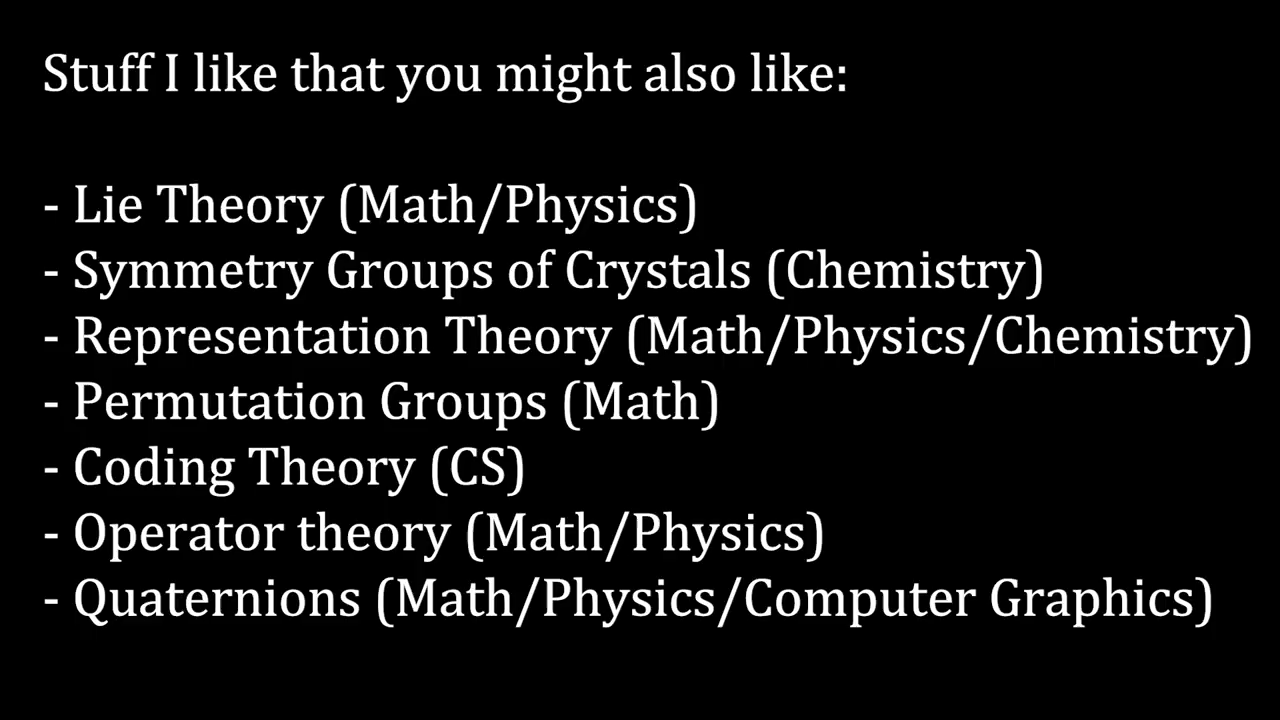 Stuff I like that you might also like:
- Lie Theory (Math/Physics)
- Symmetry Groups of Crystals (Chemistry)
- Representation Theory (Math/Physics/Chemistry)
- Permutation Groups (Math)
- Coding Theory (CS)
- Operator theory (Math/Physics)
- Quaternions (Math/Physics/Computer Graphics)